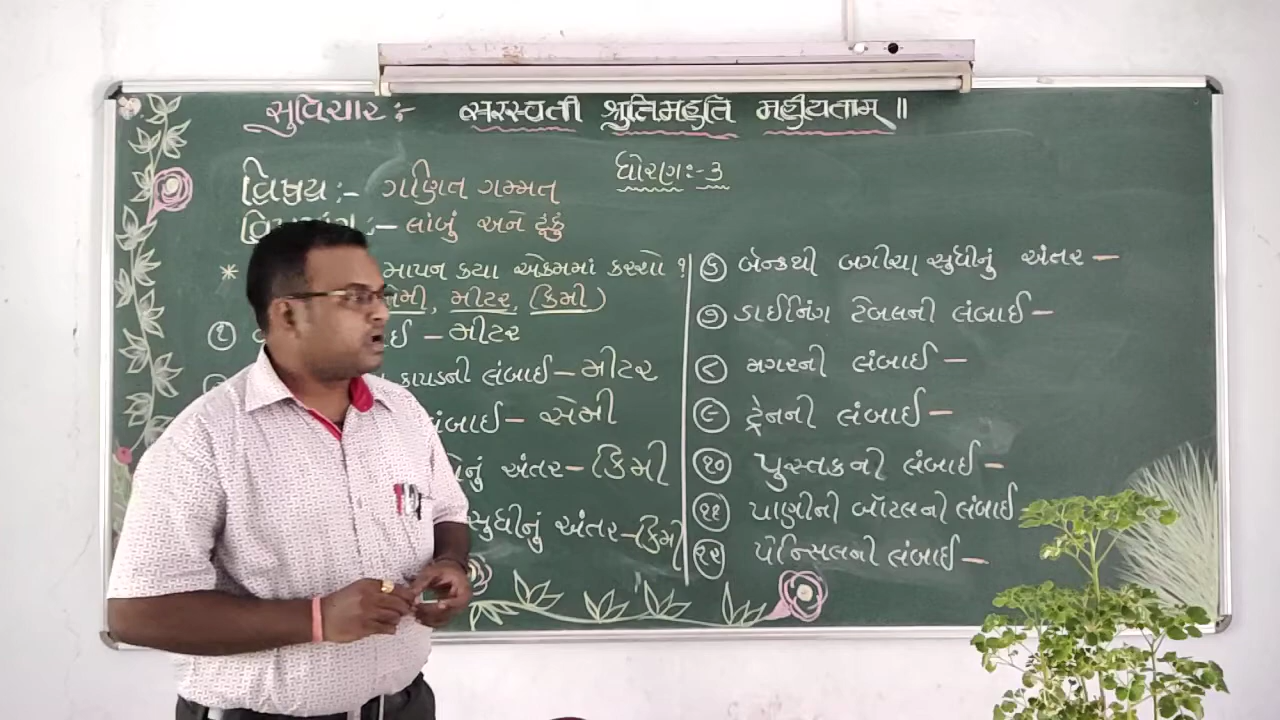 સુવિચાર:- સરસ્વતી શ્રુતિમહતિ મહીયતામ્ ॥
ધોરણ:-૩
વિષય:- ગણિત ગમ્મત
લાંબું અને ટૂંકું
* માપન કયા એકમમાં કરશો ?
સેમી, મીટર, કિમી)
૧ – મીટર
કાપડની લંબાઈ – મીટર
લંબાઈ – સેમી
અંતર – કિમી
સુધીનું અંતર – કિમી
૬ બેન્કથી બગીચા સુધીનું અંતર –
૭ ડાઈનિંગ ટેબલની લંબાઈ –
૮ મગરની લંબાઈ –
૯ ટ્રેનની લંબાઈ –
૧૦ પુસ્તકની લંબાઈ –
૧૧ પાણીની બૉટલની લંબાઈ
૧૨ પેન્સિલની લંબાઈ –